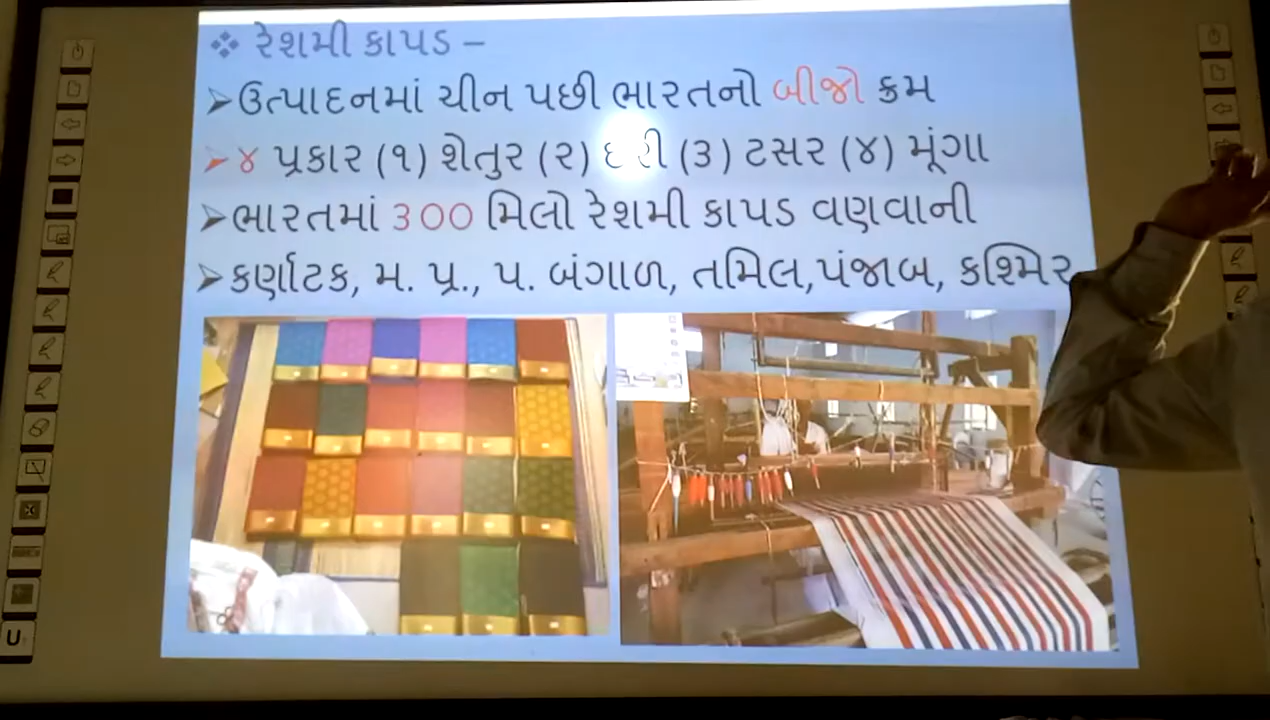 ❖ રેશમી કાપડ –
➢ ઉત્પાદનમાં ચીન પછી ભારતનો બીજો ક્રમ
➢ ૪ પ્રકાર (૧) શેતુર (૨) (૩) ટસર (૪) મૂંગા
➢ ભારતમાં 300 મિલો રેશમી કાપડ વણવાની
➢ કર્ણાટક, મ. પ્ર., પ. બંગાળ, તમિલ,પંજાબ, કશ્મિર